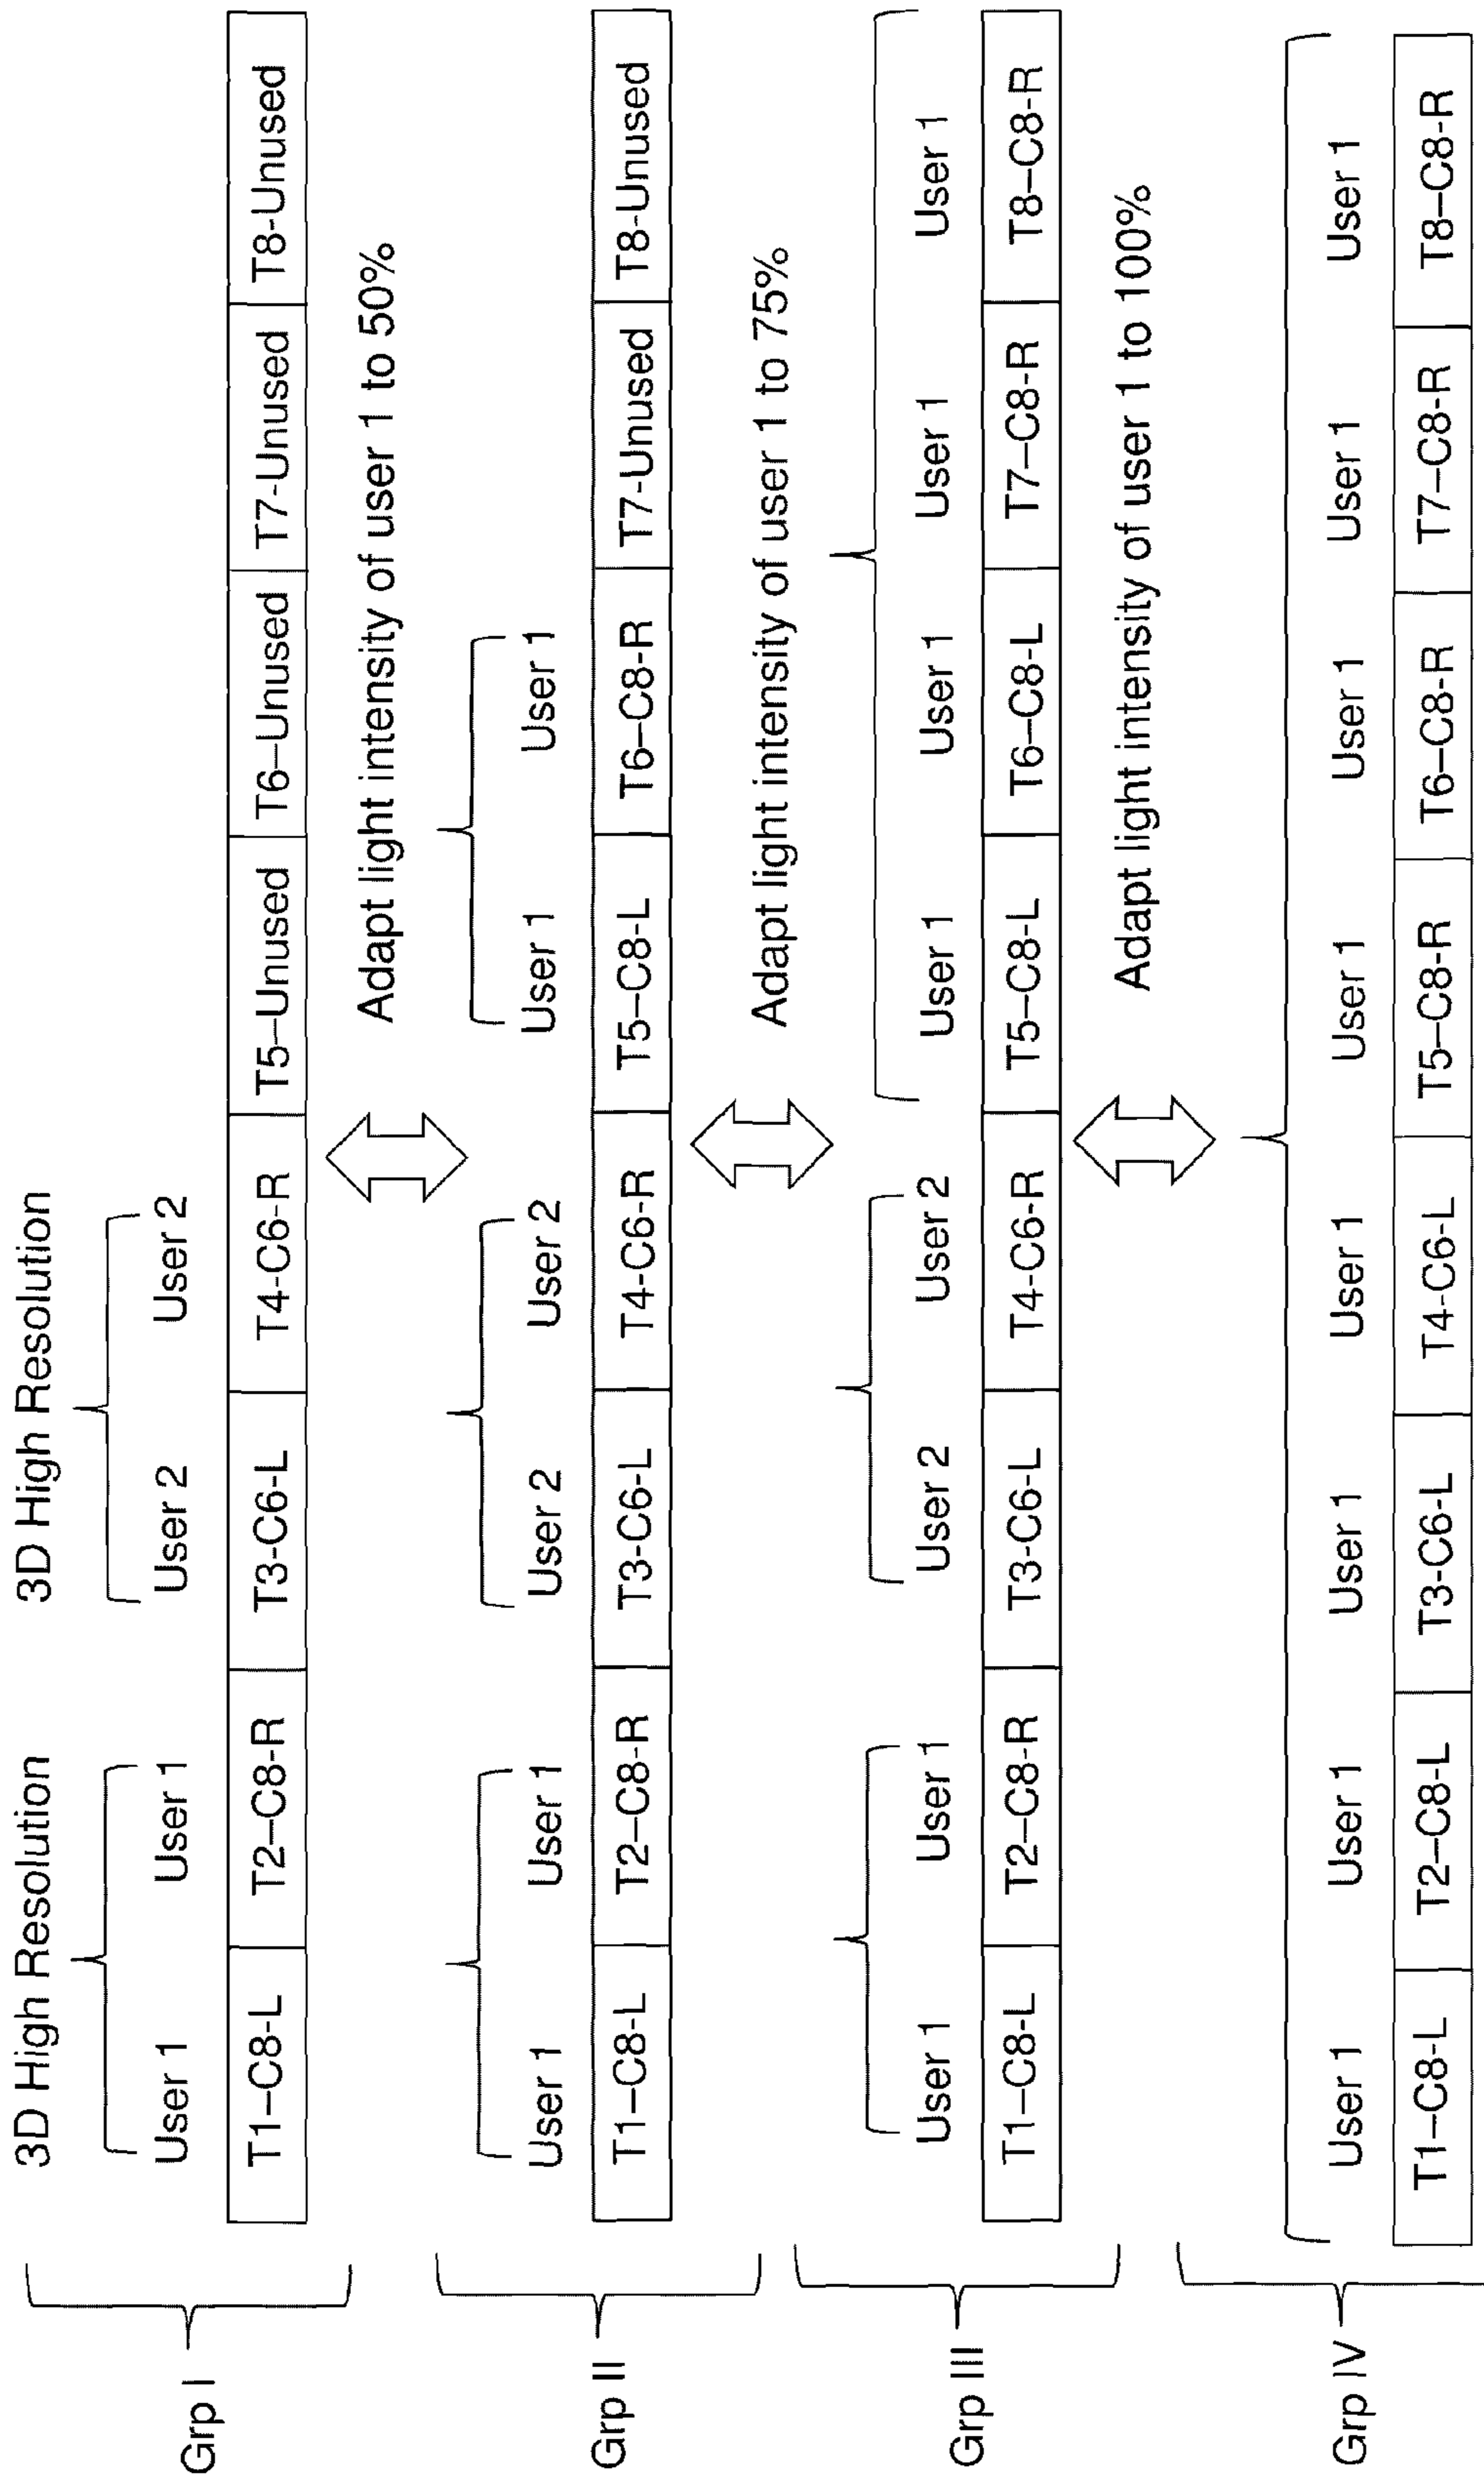 3D High Resolution 3D High Resolution
User 1 User 1 User 2 User 2
Grp I
T1–C8-L T2–C8-R T3-C6-L T4-C6-R T5–Unused T6–Unused T7-Unused T8-Unused
Adapt light intensity of user 1 to 50%
User 1 User 1 User 2 User 2 User 1 User 1
Grp II
T1–C8-L T2–C8-R T3-C6-L T4-C6-R T5–C8-L T6–C8-R T7-Unused T8-Unused
Adapt light intensity of user 1 to 75%
User 1 User 1 User 2 User 2 User 1 User 1 User 1 User 1
Grp III
T1–C8-L T2–C8-R T3-C6-L T4-C6-R T5–C8-L T6–C8-L T7–C8-R T8–C8-R
Adapt light intensity of user 1 to 100%
User 1 User 1 User 1 User 1 User 1 User 1 User 1 User 1
Grp IV
T1–C8-L T2–C8-L T3-C6-L T4-C6-L T5–C8-R T6–C8-R T7–C8-R T8–C8-R